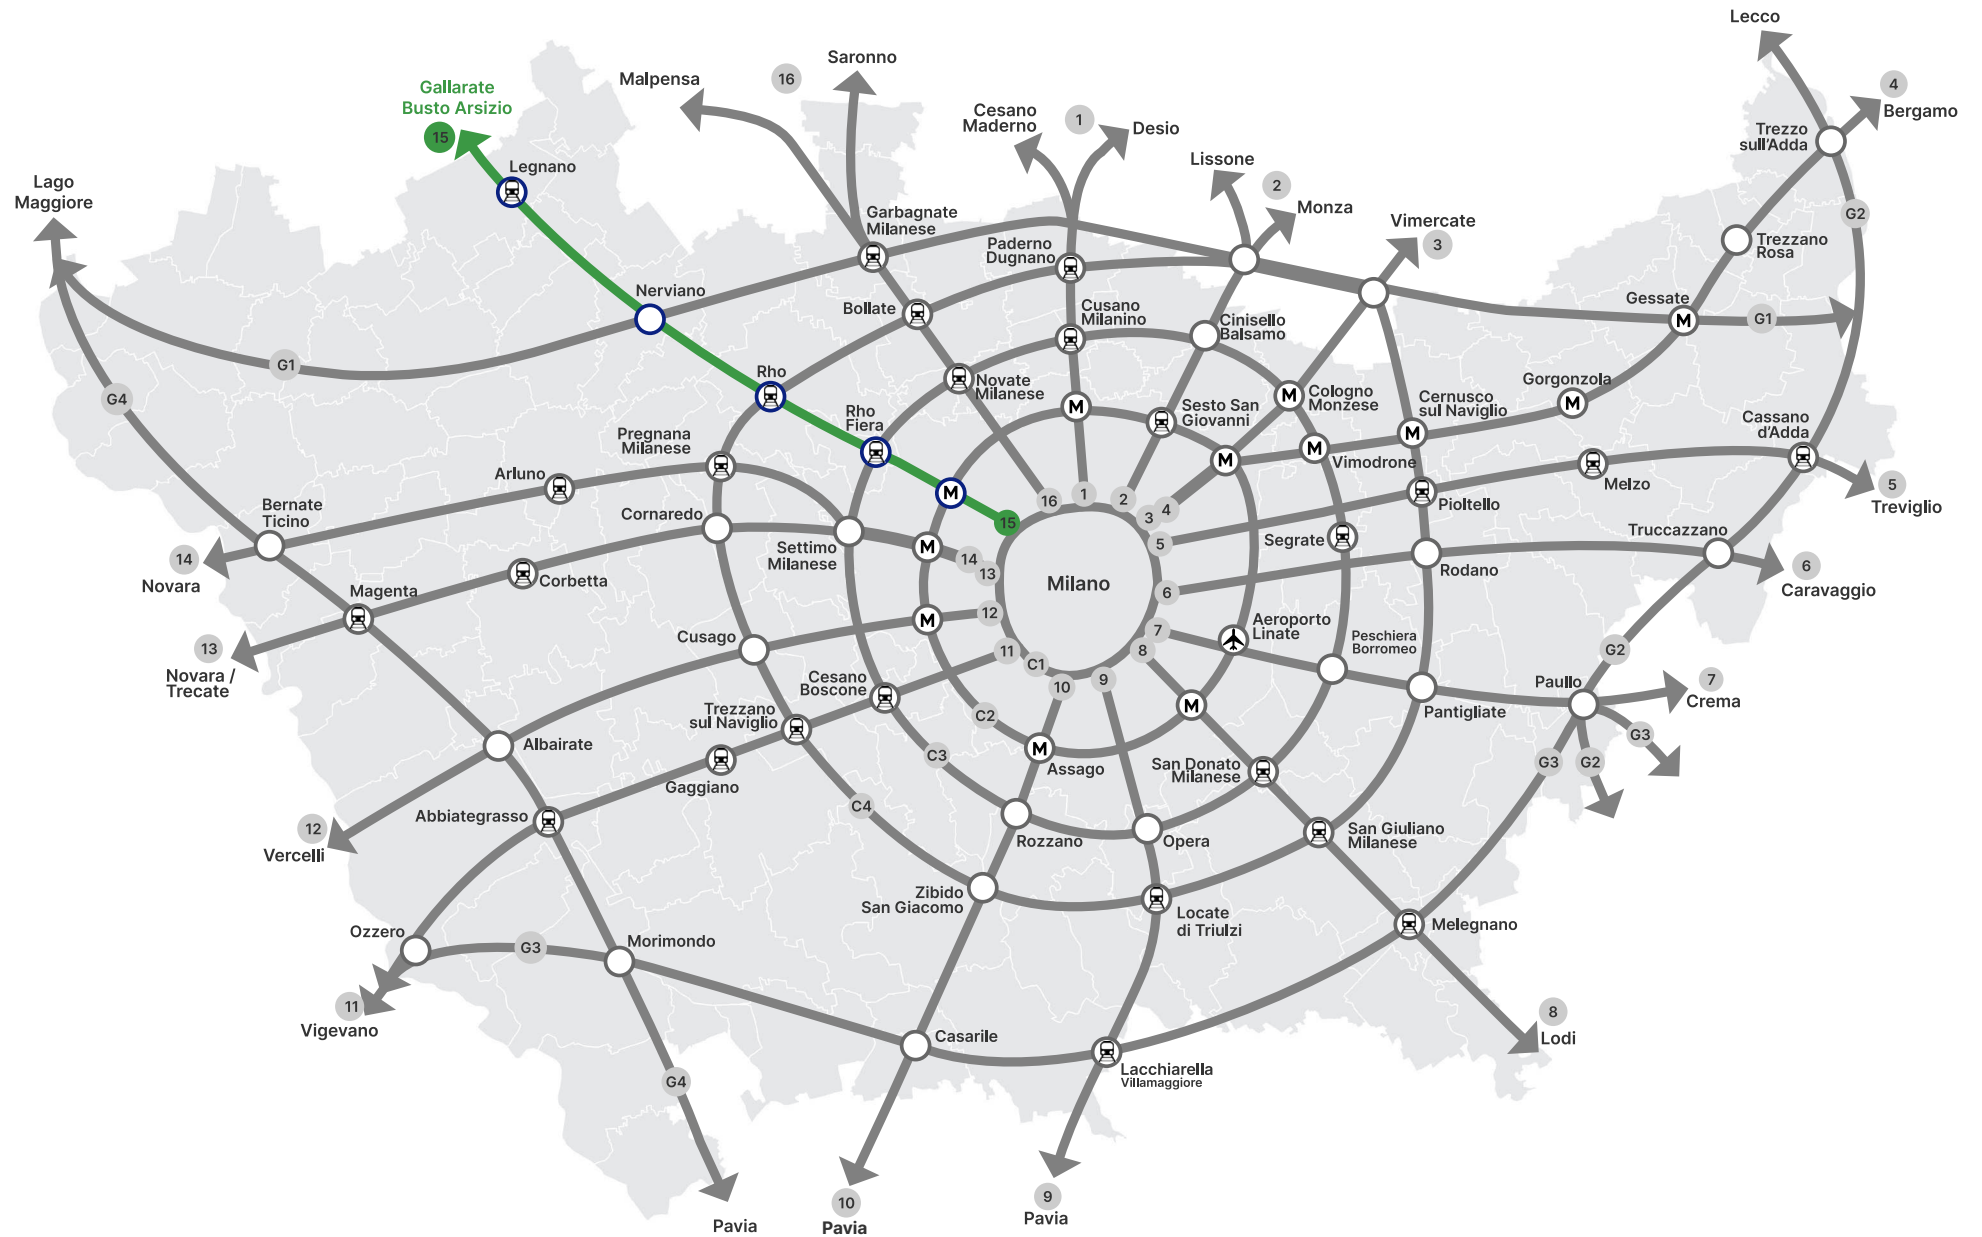 Lecco
4
Bergamo
Trezzo
sull'Adda
Saronno
16
Malpensa
Gallarate
Busto Arsizio
15
Legnano
Cesano
Maderno
1
Desio
Lissone
2
Monza
Vimercate
3
G2
Lago
Maggiore
Garbagnate
Milanese
Paderno
Dugnano
Trezzano
Rosa
Nerviano
Bollate
Cusano
Milanino
Cinisello
Balsamo
Gessate
M
G1
G1
G4
Rho
Novate
Milanese
Rho
Fiera
M
Sesto San
Giovanni
M
Cologno
Monzese
Cernusco
sul Naviglio
M
Gorgonzola
M
Cassano
d'Adda
Pregnana
Milanese
M
M
M
Vimodrone
Melzo
Arluno
16
1
2
3
4
5
Pioltello
5
Treviglio
Bernate
Ticino
Cornaredo
15
Settimo
Milanese
M
14
13
Segrate
Truccazzano
14
Novara
Corbetta
Milano
Rodano
6
Caravaggio
Magenta
12
M
6
13
Novara /
Trecate
Cusago
11
C1
10
9
8
7
Aeroporto
Linate
Peschiera
Borromeo
G2
Cesano
Boscone
Trezzano
sul Naviglio
C2
M
Pantigliate
Paullo
7
Crema
G3
Albairate
C3
M
Assago
San Donato
Milanese
G3
G2
Gaggiano
C4
Abbiategrasso
12
Vercelli
Rozzano
Opera
San Giuliano
Milanese
Zibido
San Giacomo
Locate
di Triulzi
Melegnano
Ozzero
G3
Morimondo
11
Vigevano
Casarile
8
Lodi
Lacchiarella
Villamaggiore
G4
10
Pavia
9
Pavia
Pavia